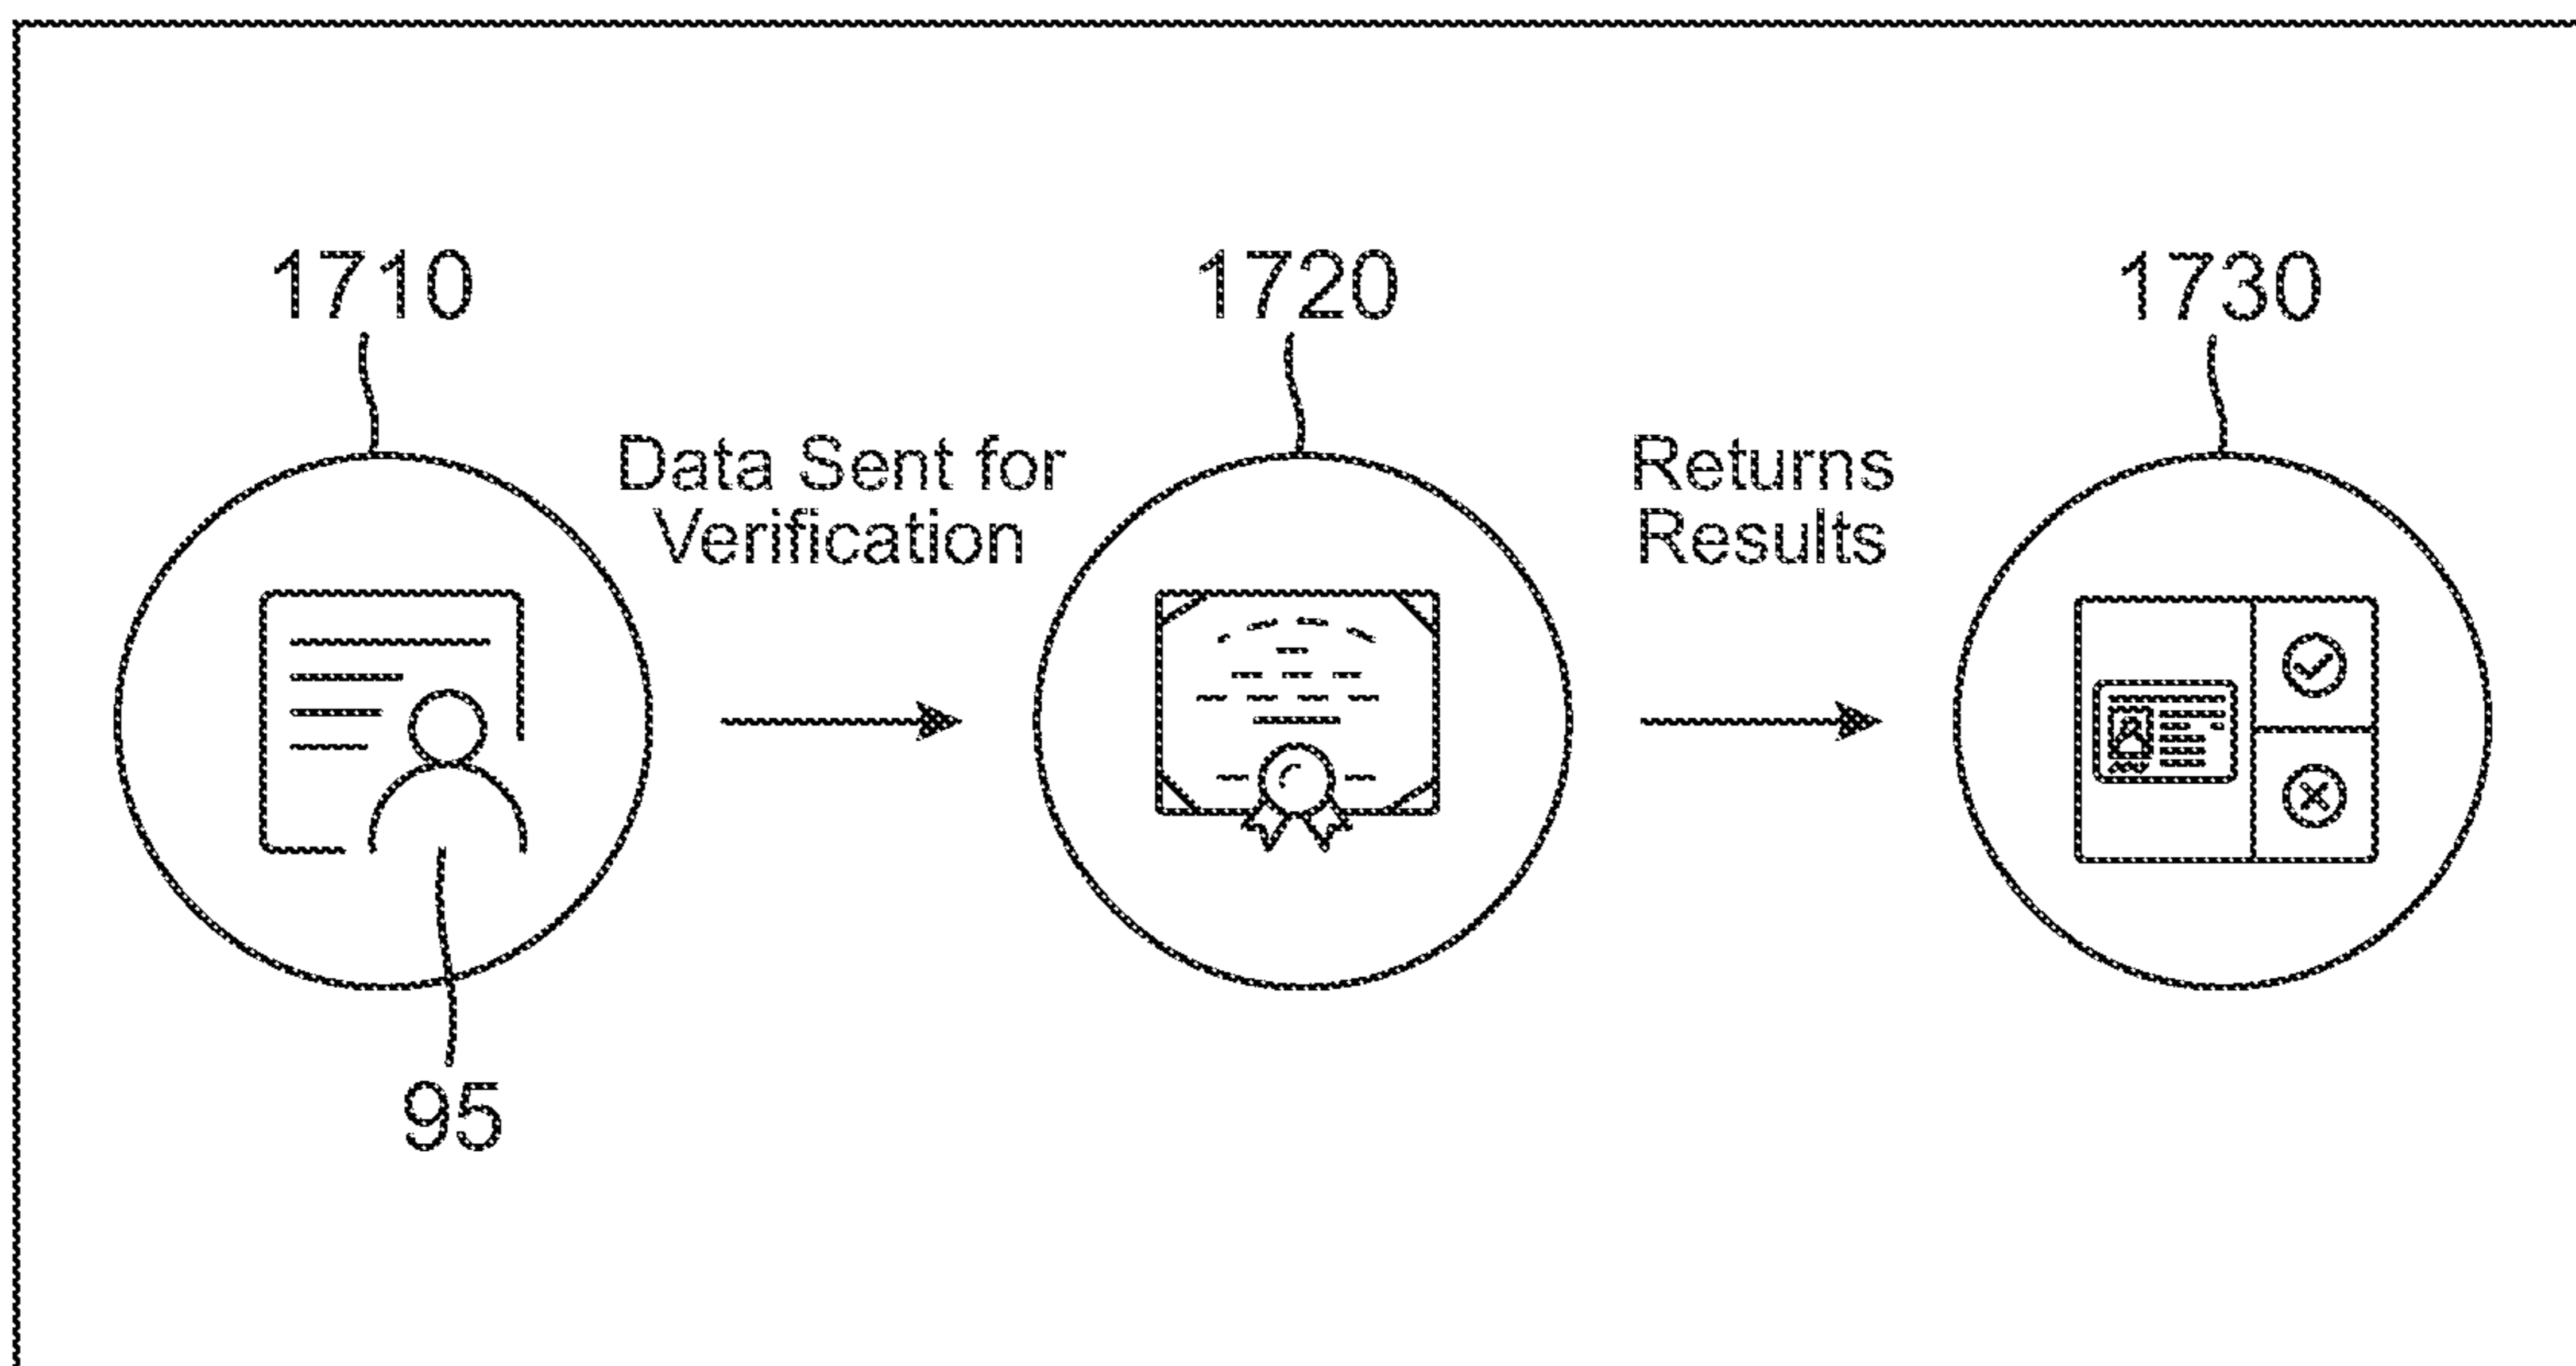 1710
1720
1730
Data Sent for
Verification
Returns
Results
95